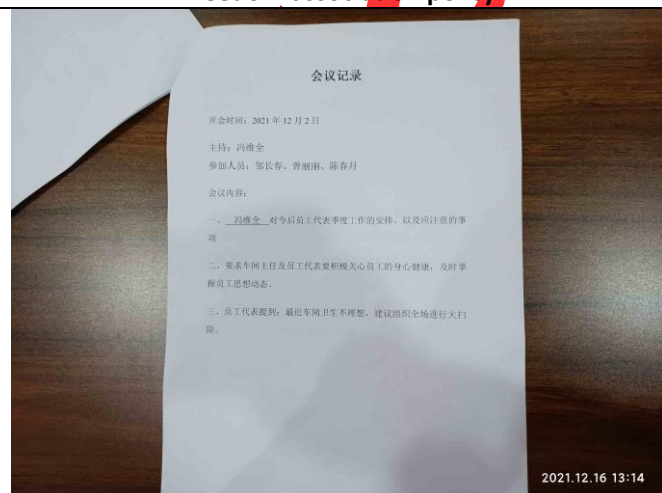 会议记录
开会时间：2021 年 12 月 2 日
主持：冯维全
参加人员：邹长春、曾丽丽、陈春月
会议内容：
一、 冯维全 对今后员工代表季度工作的安排，以及应注意的事
项
二、要求车间主任及员工代表要积极关心员工的身心健康，及时掌
握员工思想动态。
三、员工代表提到：最近车间卫生不理想，建议组织全场进行大扫
除。
2021.12.16 13:14